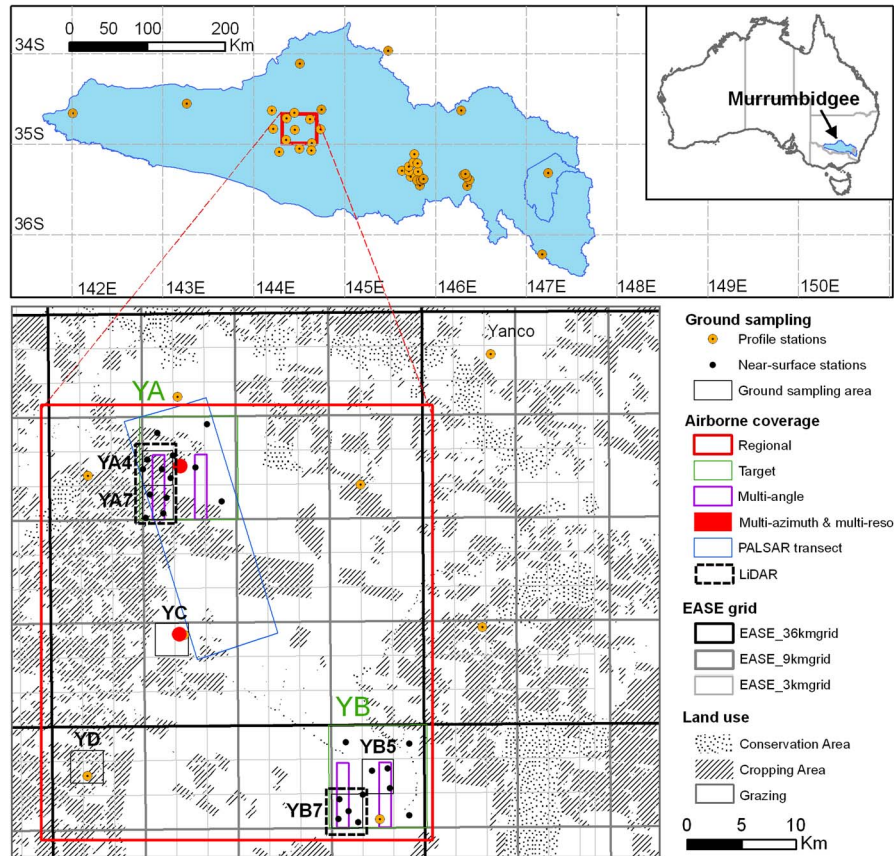 0 50 100 200
Km
34S
35S
36S
142E 143E 144E 145E 146E 147E 148E 149E 150E
Murrumbidgee
Yanco
YA
YA4
YA7
YC
YB
YD
YB5
YB7
Ground sampling
Profile stations
Near-surface stations
Ground sampling area
Airborne coverage
Regional
Target
Multi-angle
Multi-azimuth & multi-reso
PALSAR transect
LiDAR
EASE grid
EASE_36kmgrid
EASE_9kmgrid
EASE_3kmgrid
Land use
Conservation Area
Cropping Area
Grazing
0 5 10
Km